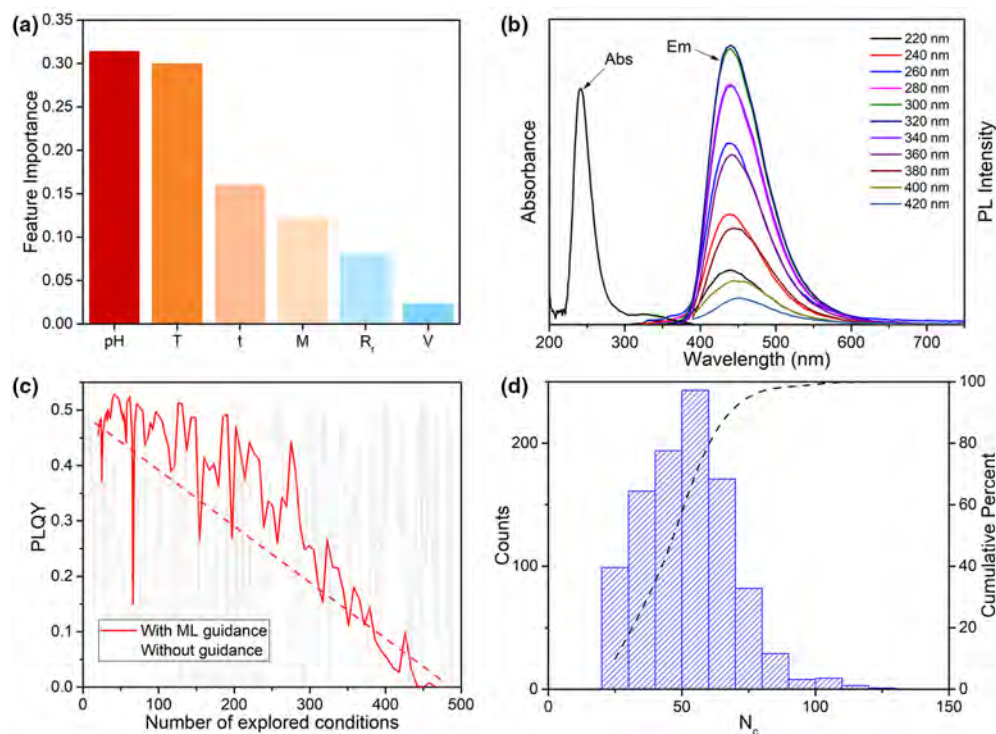 (a)
0.35
0.30
0.25
0.20
0.15
0.10
0.05
0.00
Feature Importance
pH T t M Rr V
(b)
Abs
Em
220 nm
240 nm
260 nm
280 nm
300 nm
320 nm
340 nm
360 nm
380 nm
400 nm
420 nm
Absorbance
PL Intensity
200 300 400 500 600 700
Wavelength (nm)
(c)
0.5
0.4
0.3
0.2
0.1
0.0
PLQY
With ML guidance
Without guidance
0 100 200 300 400 500
Number of explored conditions
(d)
200
100
0
Counts
100
80
60
40
20
0
Cumulative Percent
0 50 100 150